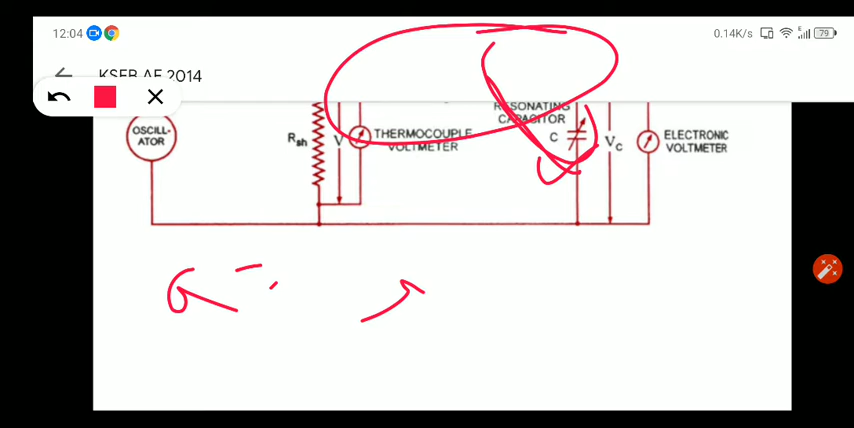 12:04
0.14K/s
79
KSEB AE 2014
RESONATING
CAPACITOR
OSCILL-
ATOR
Rsh
V
THERMOCOUPLE
VOLTMETER
C
Vc
ELECTRONIC
VOLTMETER